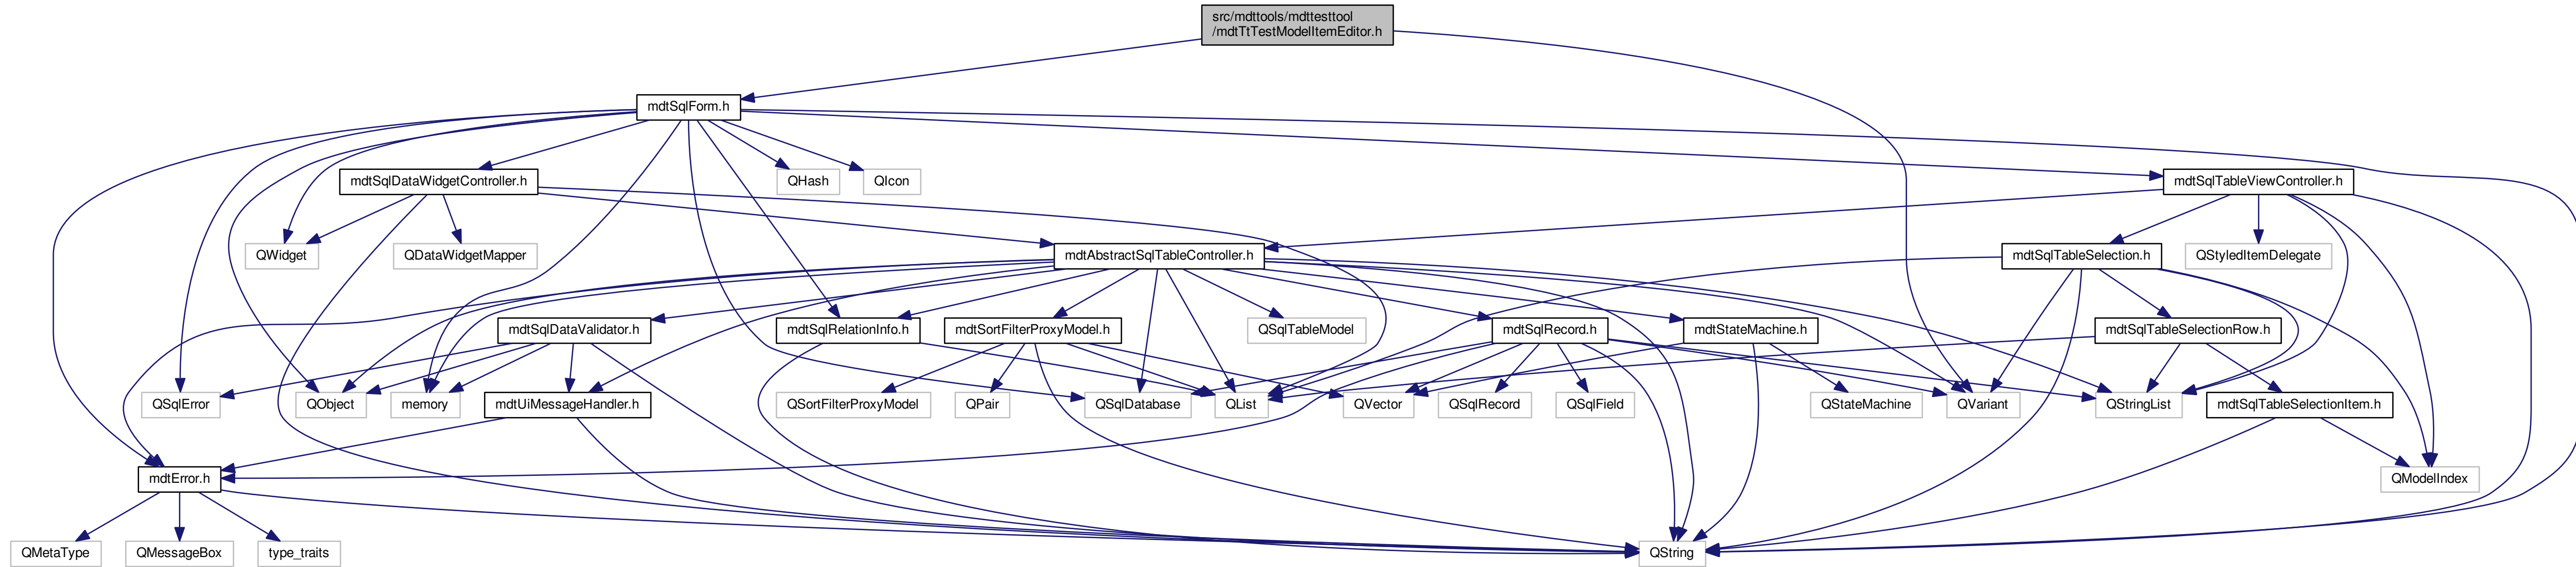 src/mdttools/mdttesttool
/mdtTtTestModelItemEditor.h
mdtSqlForm.h
mdtSqlDataWidgetController.h
QHash
QIcon
mdtSqlTableViewController.h
QWidget
QDataWidgetMapper
mdtAbstractSqlTableController.h
mdtSqlTableSelection.h
QStyledItemDelegate
mdtSqlDataValidator.h
mdtSqlRelationInfo.h
mdtSortFilterProxyModel.h
QSqlTableModel
mdtSqlRecord.h
mdtStateMachine.h
mdtSqlTableSelectionRow.h
QSqlError
QObject
memory
mdtUiMessageHandler.h
QSortFilterProxyModel
QPair
QSqlDatabase
QList
QVector
QSqlRecord
QSqlField
QStateMachine
QVariant
QStringList
mdtSqlTableSelectionItem.h
mdtError.h
QModelIndex
QMetaType
QMessageBox
type_traits
QString